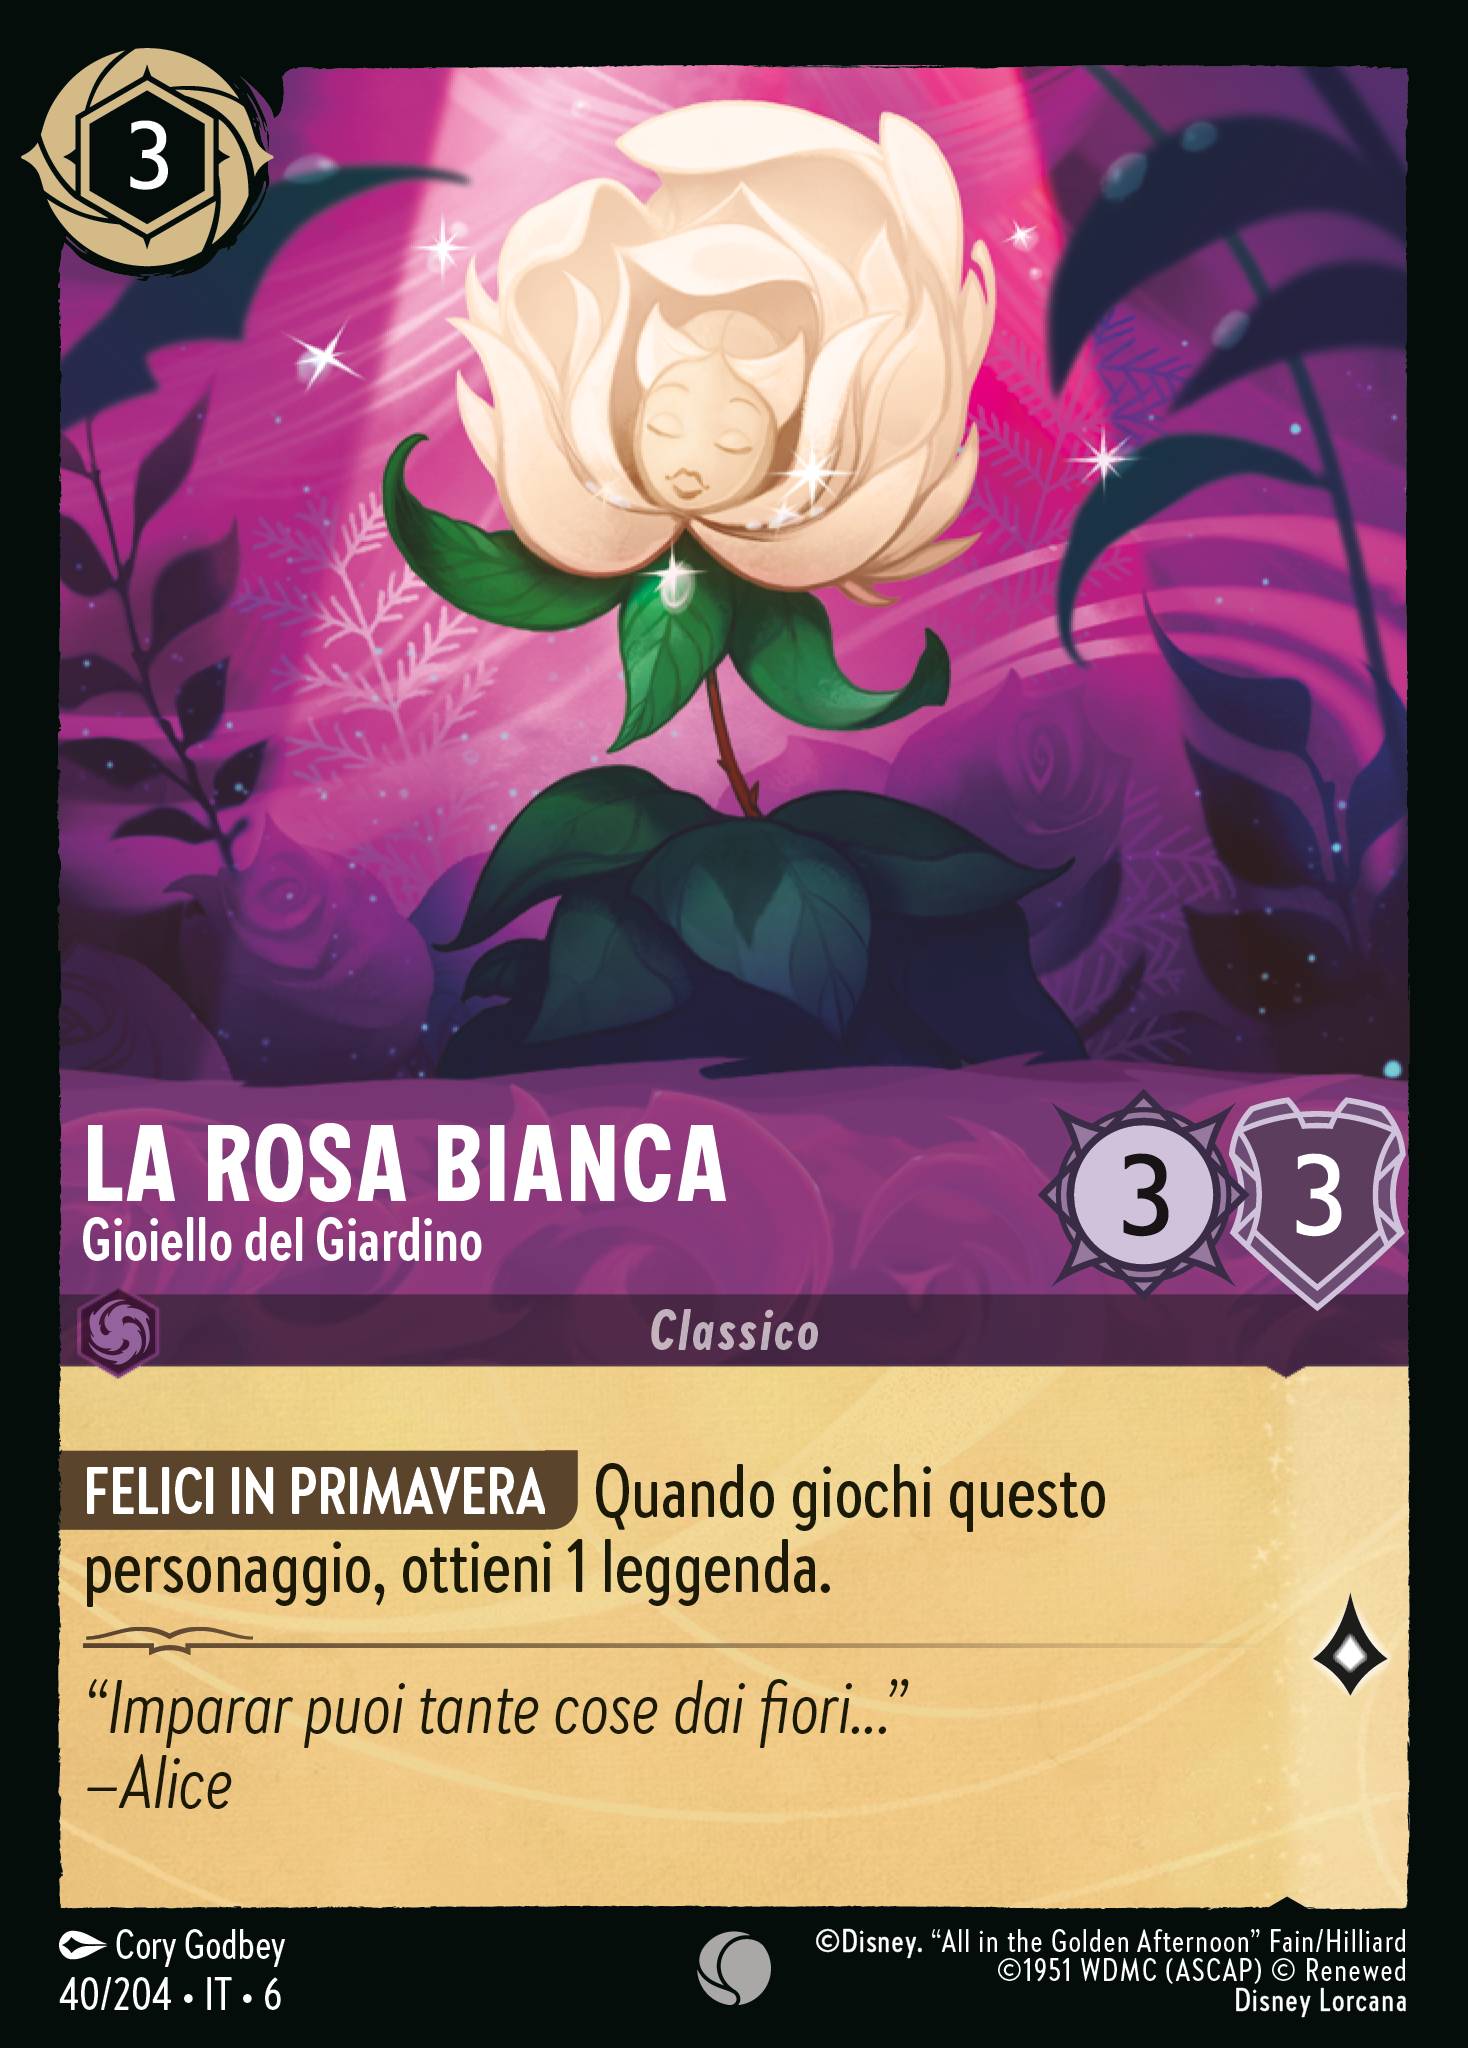 3
LA ROSA BIANCA
Gioiello del Giardino
3
3
Classico
FELICI IN PRIMAVERA Quando giochi questo
personaggio, ottieni 1 leggenda.
“Imparar puoi tante cose dai fiori...”
–Alice
Cory Godbey
40/204 • IT • 6
©Disney. “All in the Golden Afternoon” Fain/Hilliard
©1951 WDMC (ASCAP) © Renewed
Disney Lorcana